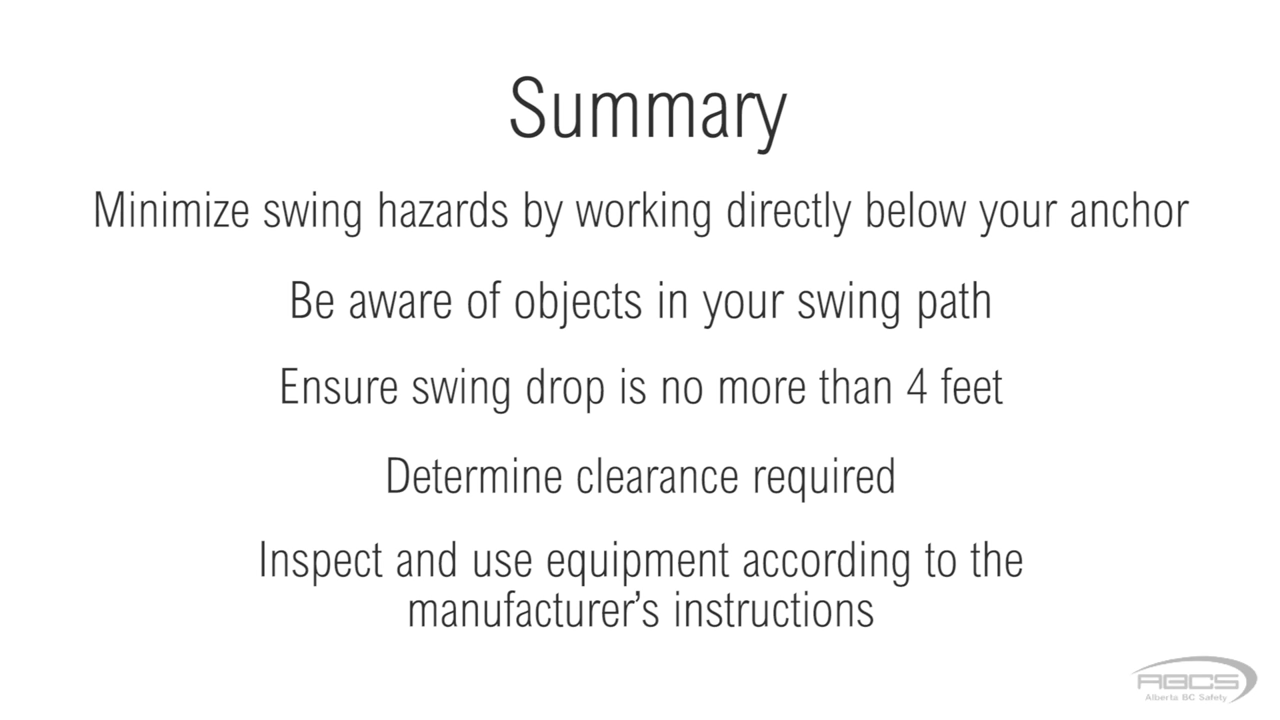 Summary
Minimize swing hazards by working directly below your anchor
Be aware of objects in your swing path
Ensure swing drop is no more than 4 feet
Determine clearance required
Inspect and use equipment according to the
manufacturer’s instructions
ABCS
Alberta BC Safety